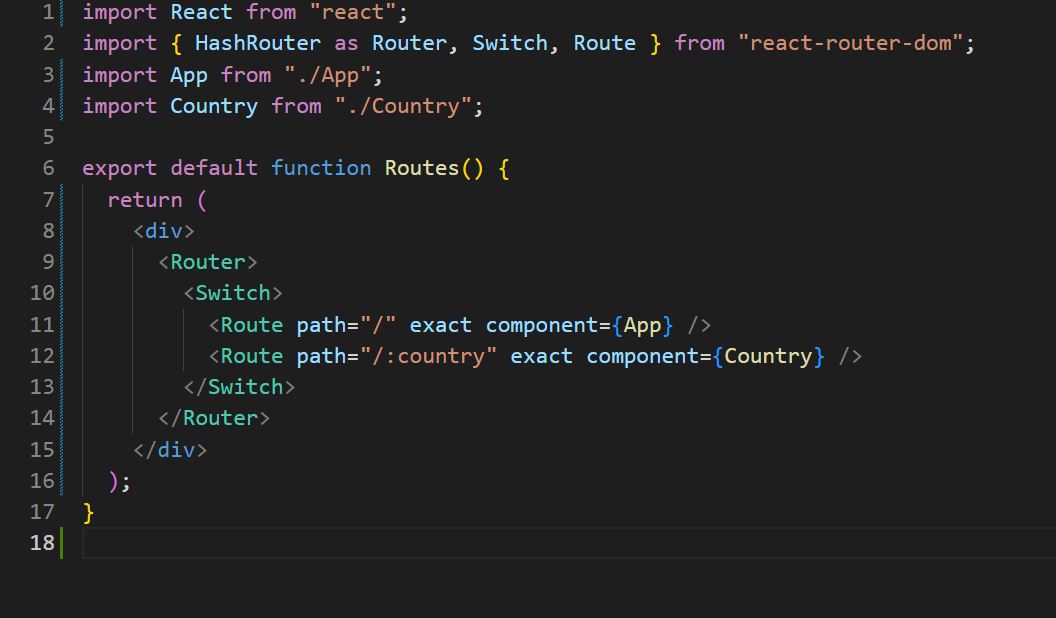 1 import React from "react";
2 import { HashRouter as Router, Switch, Route } from "react-router-dom";
3 import App from "./App";
4 import Country from "./Country";
5
6 export default function Routes() {
7   return (
8     <div>
9       <Router>
10         <Switch>
11           <Route path="/" exact component={App} />
12           <Route path="/:country" exact component={Country} />
13         </Switch>
14       </Router>
15     </div>
16   );
17 }
18